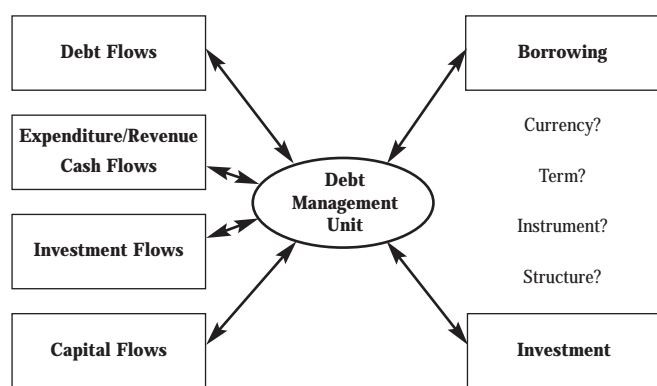 Debt Flows
Expenditure/Revenue
Cash Flows
Investment Flows
Capital Flows
Debt
Management
Unit
Borrowing
Currency?
Term?
Instrument?
Structure?
Investment